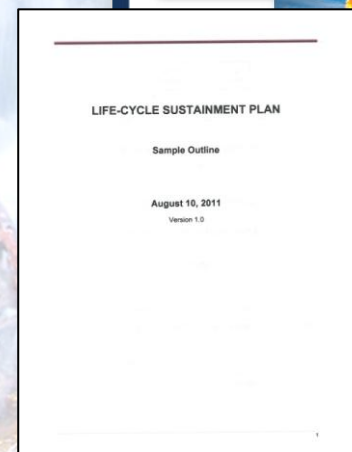 LIFE-CYCLE SUSTAINMENT PLAN
Sample Outline
August 10, 2011
Version 1.0
1